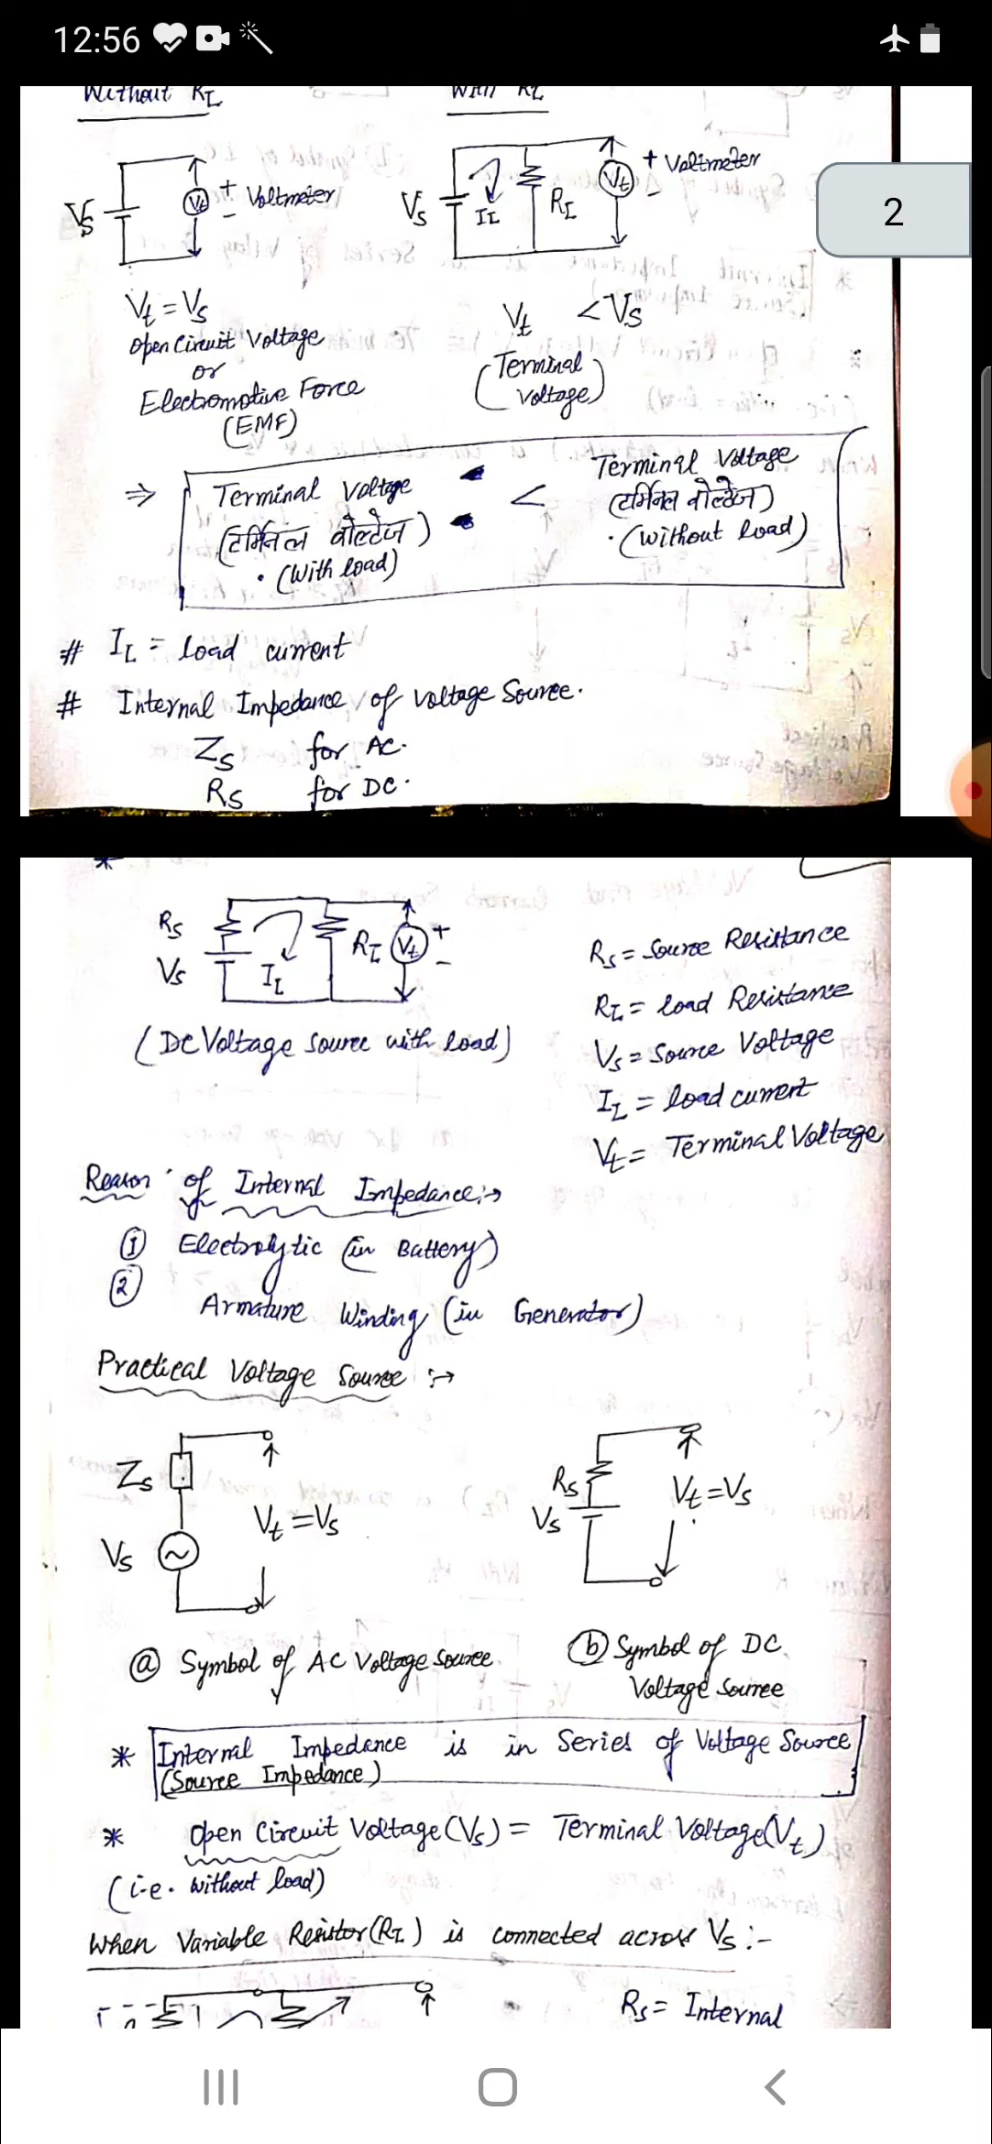 12:56
2
Without RL
With RL
Vs
Vt
+ Voltmeter
-
Vs
IL
RL
Vt
+ Voltmeter
-
Vt = Vs
Open Circuit Voltage
or
Electromotive Force
(EMF)
Vt < Vs
(Terminal
Voltage)
⇒ Terminal Voltge
(टर्मिनल वोल्टेज)
• (With load)
<
Terminal Voltage
(टर्मिनल वोल्टेज)
• (Without load)
# IL = load current
# Internal Impedance of voltage Source.
Zs for AC.
Rs for DC.
*
Rs
Vs
IL
RL
Vt
+
-
(DC Voltage source with load)
Rs = Source Resistance
RL = load Resistance
Vs = Source Voltage
IL = load current
Vt = Terminal Voltage
Reason of Internal Impedance :→
① Electrolytic (in Battery)
②
Armature Winding (in Generator)
Practical Voltage Source :→
Zs
Vs
Vt = Vs
Rs
Vs
Vt = Vs
ⓐ Symbol of AC Voltage Source.
ⓑ Symbol of DC
Voltage Source
* Internal Impedence is in Series of Voltage Source
(Source Impedance)
* Open Circuit Voltage (Vs) = Terminal Voltage (Vt)
(i.e. without load)
When Variable Resistor (RL) is connected across Vs :-
Rs = Internal